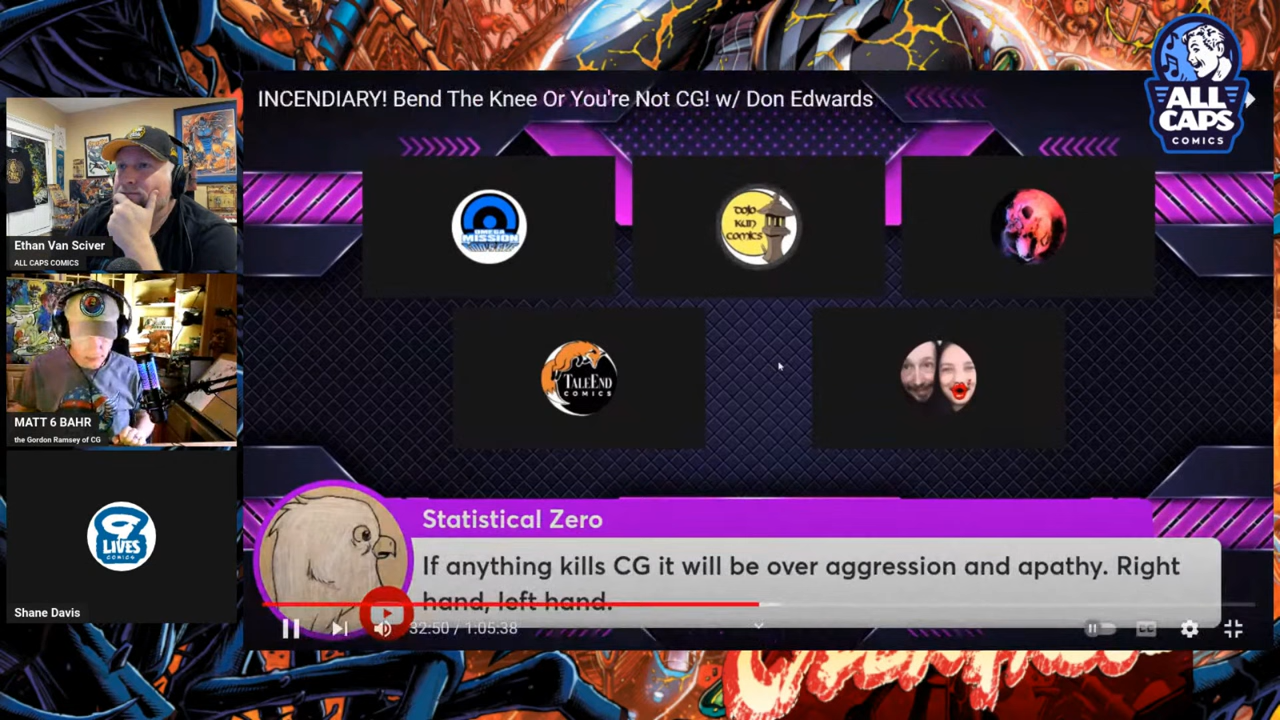 INCENDIARY! Bend The Knee Or You're Not CG! w/ Don Edwards
ALL
CAPS
COMICS
Ethan Van Sciver
ALL CAPS COMICS
OMEGA
MISSION
DOJO
KUN
COMICS
MATT 6 BAHR
the Gordon Ramsey of CG
TALEEND
COMICS
9
LIVES
COMICS
Shane Davis
Statistical Zero
If anything kills CG it will be over aggression and apathy. Right
hand, left hand.
32:50 / 1:05:38
CC